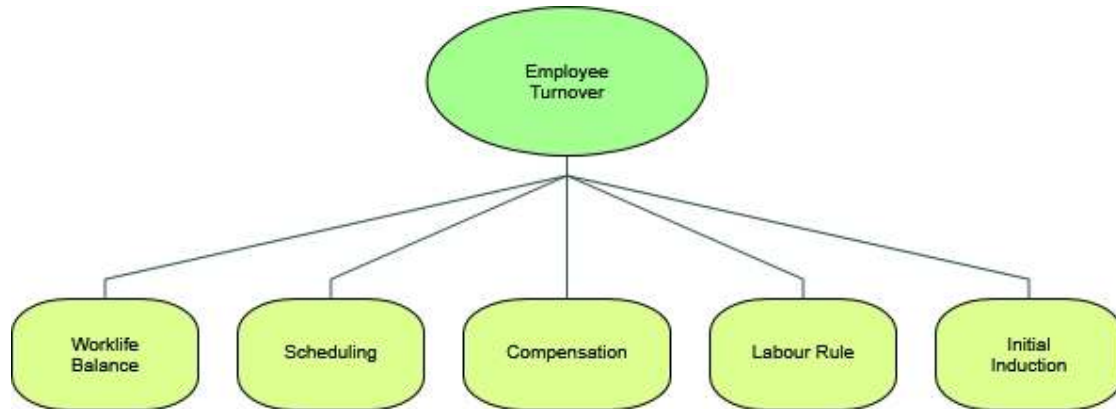 Employee
Turnover
Worklife
Balance
Scheduling
Compensation
Labour Rule
Initial
Induction